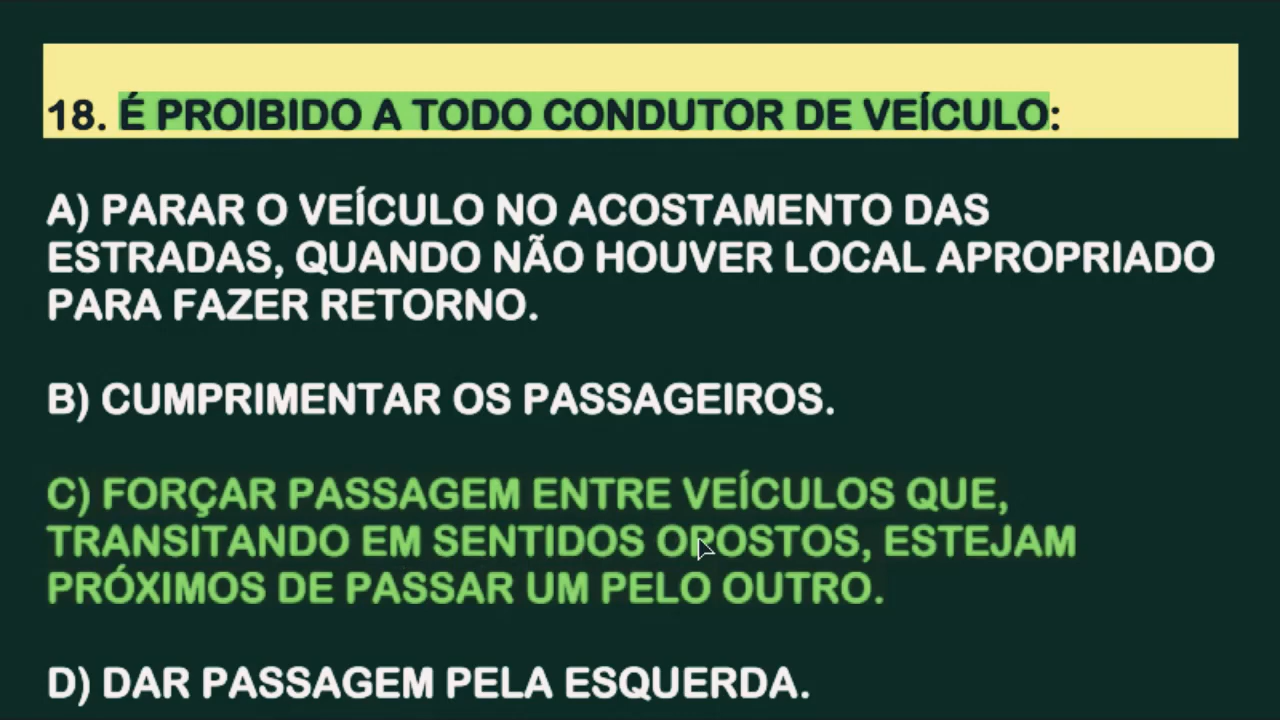 18. É PROIBIDO A TODO CONDUTOR DE VEÍCULO:
A) PARAR O VEÍCULO NO ACOSTAMENTO DAS
ESTRADAS, QUANDO NÃO HOUVER LOCAL APROPRIADO
PARA FAZER RETORNO.
B) CUMPRIMENTAR OS PASSAGEIROS.
C) FORÇAR PASSAGEM ENTRE VEÍCULOS QUE,
TRANSITANDO EM SENTIDOS OPOSTOS, ESTEJAM
PRÓXIMOS DE PASSAR UM PELO OUTRO.
D) DAR PASSAGEM PELA ESQUERDA.